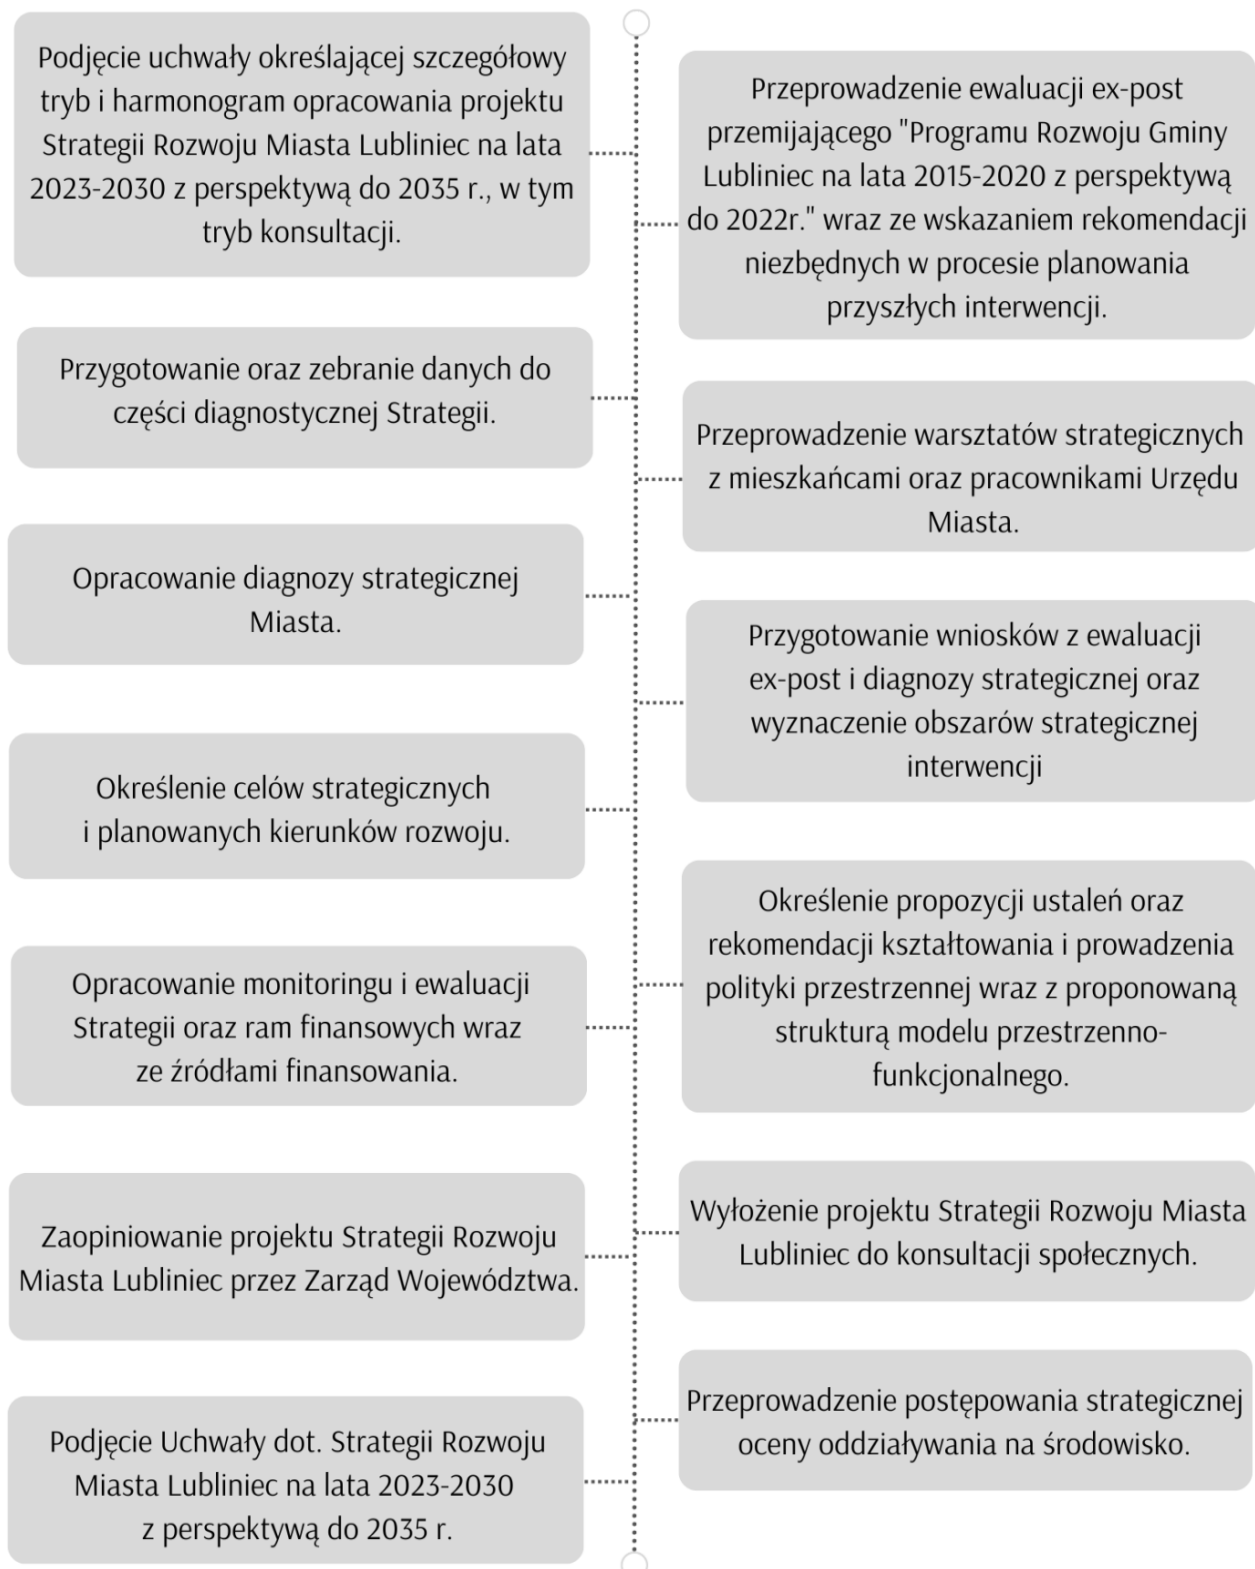 Podjęcie uchwały określającej szczegółowy
tryb i harmonogram opracowania projektu
Strategii Rozwoju Miasta Lubliniec na lata
2023-2030 z perspektywą do 2035 r., w tym
tryb konsultacji.
Przeprowadzenie ewaluacji ex-post
przemijającego "Programu Rozwoju Gminy
Lubliniec na lata 2015-2020 z perspektywą
do 2022r." wraz ze wskazaniem rekomendacji
niezbędnych w procesie planowania
przyszłych interwencji.
Przygotowanie oraz zebranie danych do
części diagnostycznej Strategii.
Przeprowadzenie warsztatów strategicznych
z mieszkańcami oraz pracownikami Urzędu
Miasta.
Opracowanie diagnozy strategicznej
Miasta.
Przygotowanie wniosków z ewaluacji
ex-post i diagnozy strategicznej oraz
wyznaczenie obszarów strategicznej
interwencji
Określenie celów strategicznych
i planowanych kierunków rozwoju.
Określenie propozycji ustaleń oraz
rekomendacji kształtowania i prowadzenia
polityki przestrzennej wraz z proponowaną
strukturą modelu przestrzenno-
funkcjonalnego.
Opracowanie monitoringu i ewaluacji
Strategii oraz ram finansowych wraz
ze źródłami finansowania.
Wyłożenie projektu Strategii Rozwoju Miasta
Lubliniec do konsultacji społecznych.
Zaopiniowanie projektu Strategii Rozwoju
Miasta Lubliniec przez Zarząd Województwa.
Przeprowadzenie postępowania strategicznej
oceny oddziaływania na środowisko.
Podjęcie Uchwały dot. Strategii Rozwoju
Miasta Lubliniec na lata 2023-2030
z perspektywą do 2035 r.